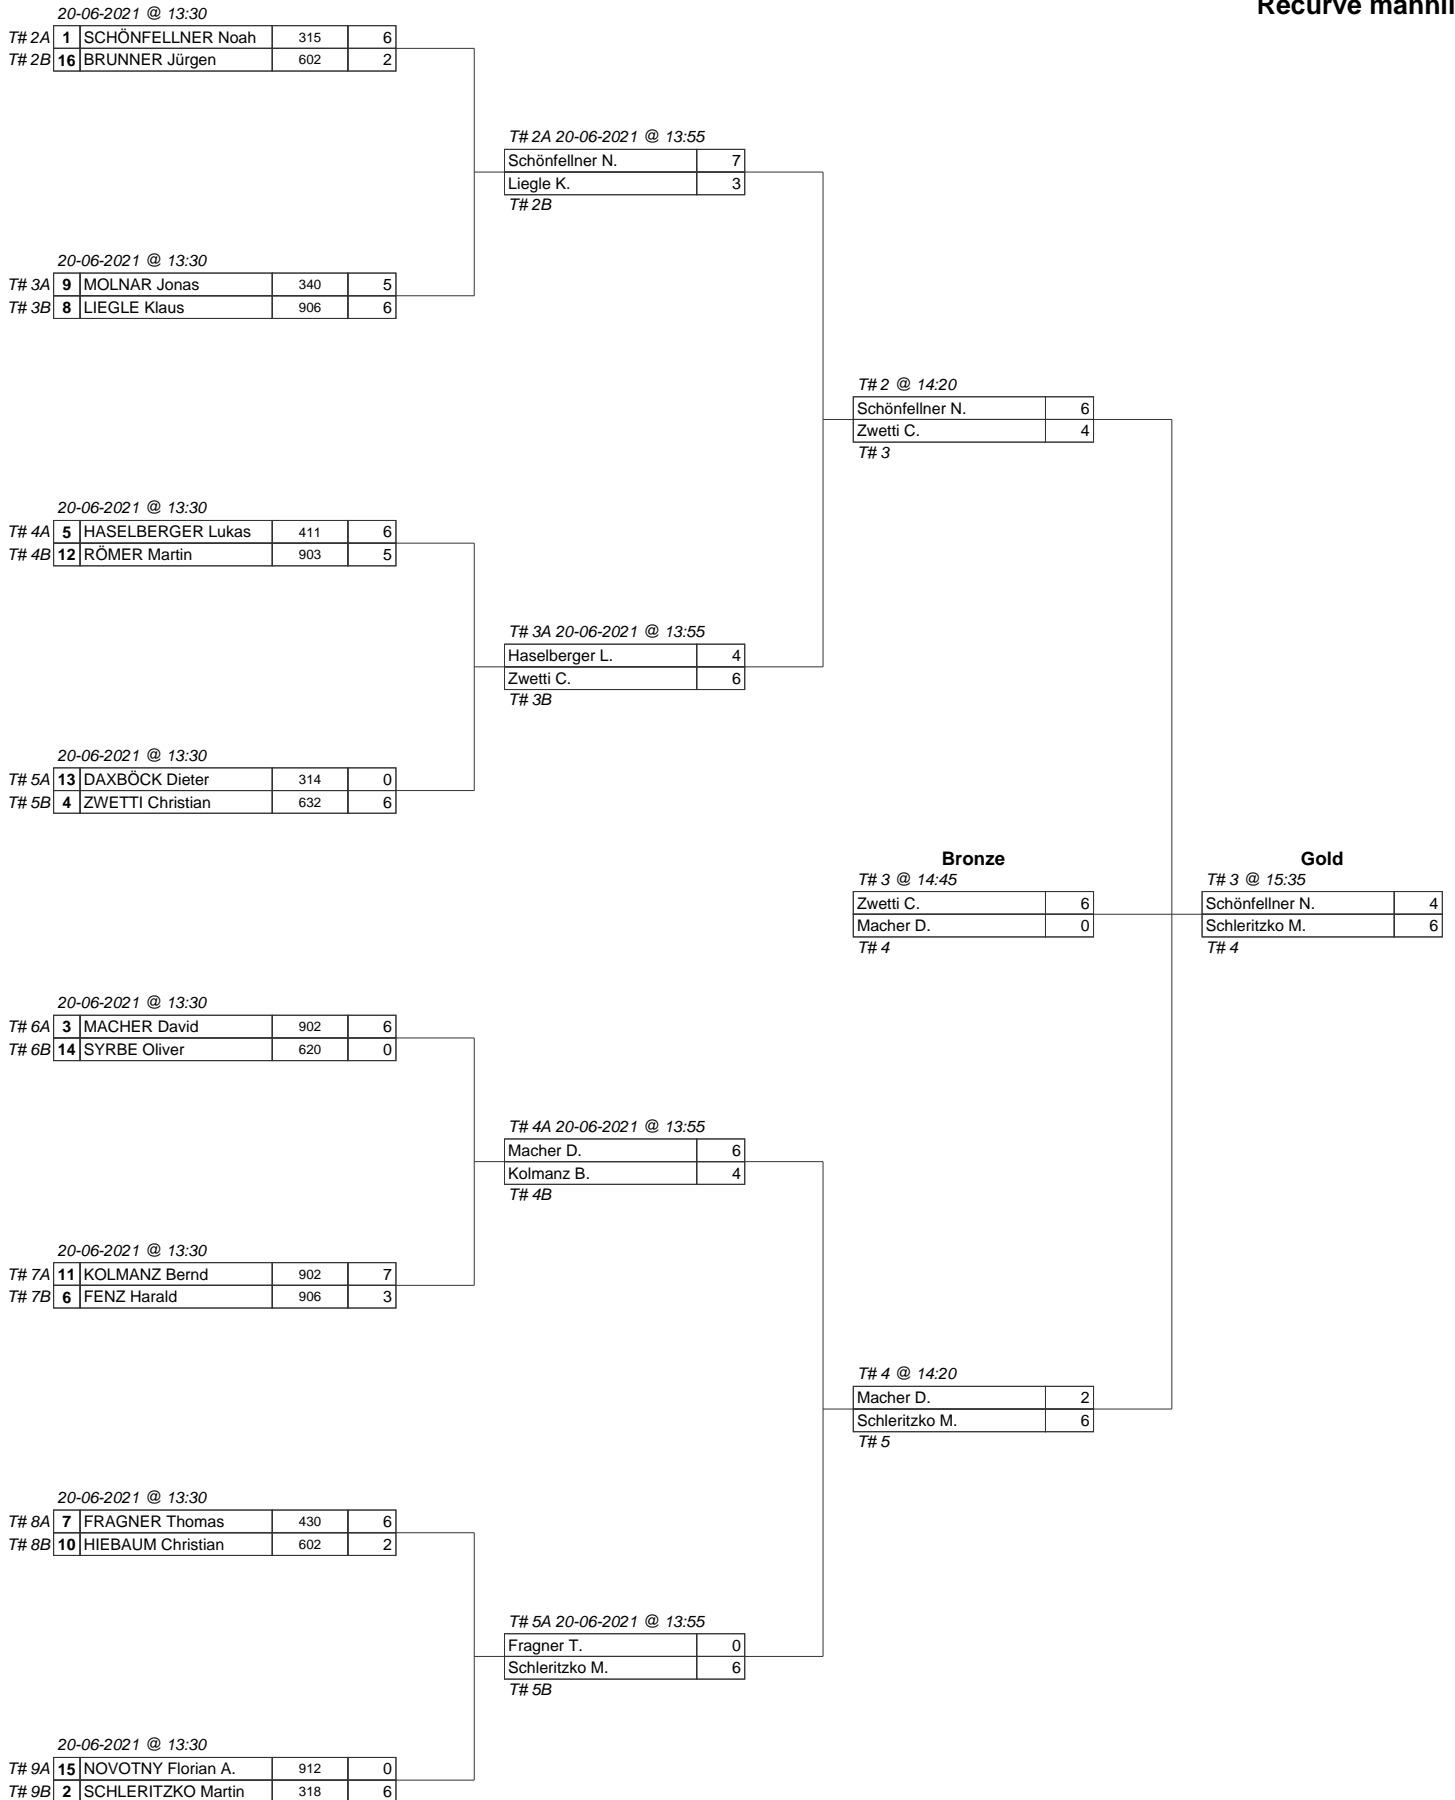 Recurve männli
20-06-2021 @ 13:30
T# 2A 1 SCHÖNFELLNER Noah 315 6
T# 2B 16 BRUNNER Jürgen 602 2
T# 2A 20-06-2021 @ 13:55
Schönfellner N. 7
Liegle K. 3
T# 2B
20-06-2021 @ 13:30
T# 3A 9 MOLNAR Jonas 340 5
T# 3B 8 LIEGLE Klaus 906 6
T# 2 @ 14:20
Schönfellner N. 6
Zwetti C. 4
T# 3
20-06-2021 @ 13:30
T# 4A 5 HASELBERGER Lukas 411 6
T# 4B 12 RÖMER Martin 903 5
T# 3A 20-06-2021 @ 13:55
Haselberger L. 4
Zwetti C. 6
T# 3B
20-06-2021 @ 13:30
T# 5A 13 DAXBÖCK Dieter 314 0
T# 5B 4 ZWETTI Christian 632 6
Bronze
T# 3 @ 14:45
Zwetti C. 6
Macher D. 0
T# 4
Gold
T# 3 @ 15:35
Schönfellner N. 4
Schleritzko M. 6
T# 4
20-06-2021 @ 13:30
T# 6A 3 MACHER David 902 6
T# 6B 14 SYRBE Oliver 620 0
T# 4A 20-06-2021 @ 13:55
Macher D. 6
Kolmanz B. 4
T# 4B
20-06-2021 @ 13:30
T# 7A 11 KOLMANZ Bernd 902 7
T# 7B 6 FENZ Harald 906 3
T# 4 @ 14:20
Macher D. 2
Schleritzko M. 6
T# 5
20-06-2021 @ 13:30
T# 8A 7 FRAGNER Thomas 430 6
T# 8B 10 HIEBAUM Christian 602 2
T# 5A 20-06-2021 @ 13:55
Fragner T. 0
Schleritzko M. 6
T# 5B
20-06-2021 @ 13:30
T# 9A 15 NOVOTNY Florian A. 912 0
T# 9B 2 SCHLERITZKO Martin 318 6